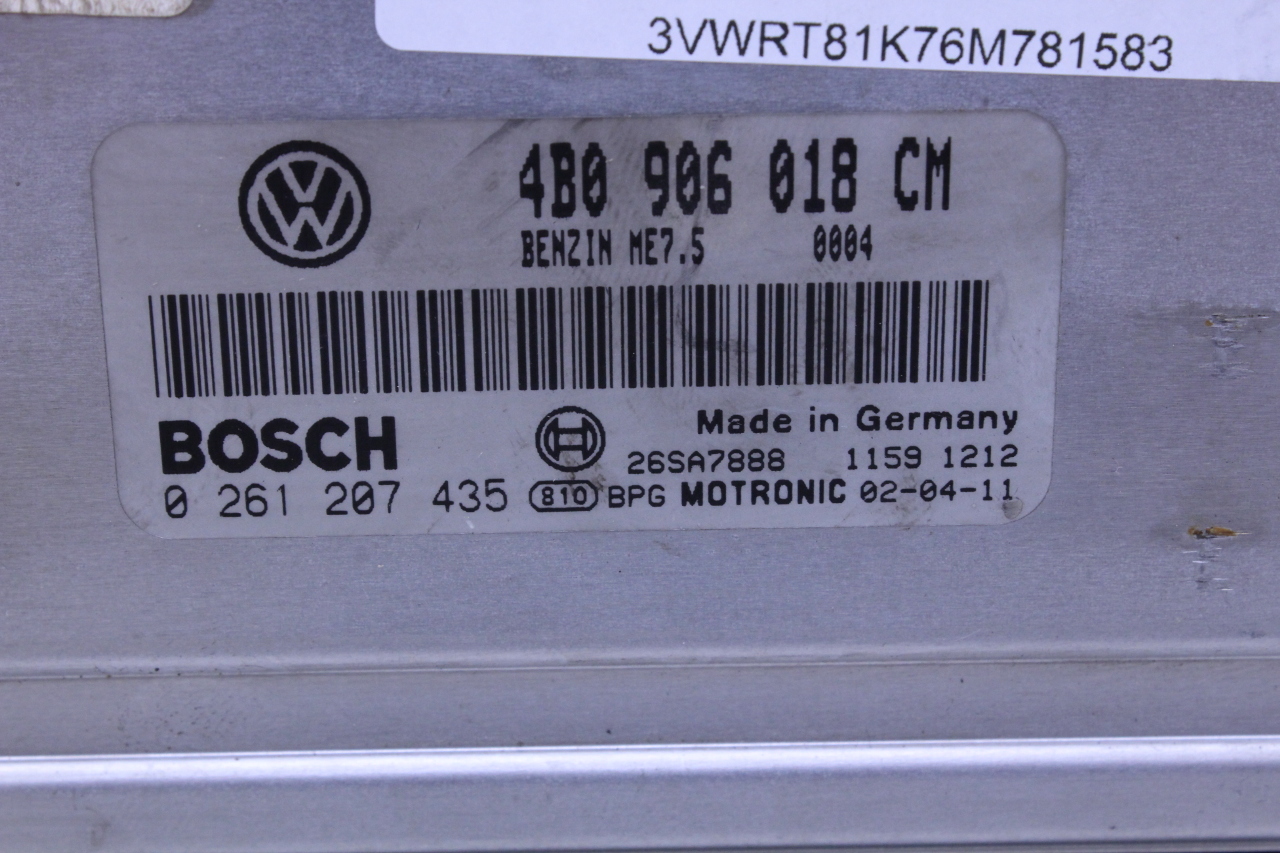 3VWRT81K76M781583
4B0 906 018 CM
BENZIN ME7.5 0004
BOSCH
Made in Germany
26SA7888 1159 1212
0 261 207 435 810 BPG MOTRONIC 02-04-11